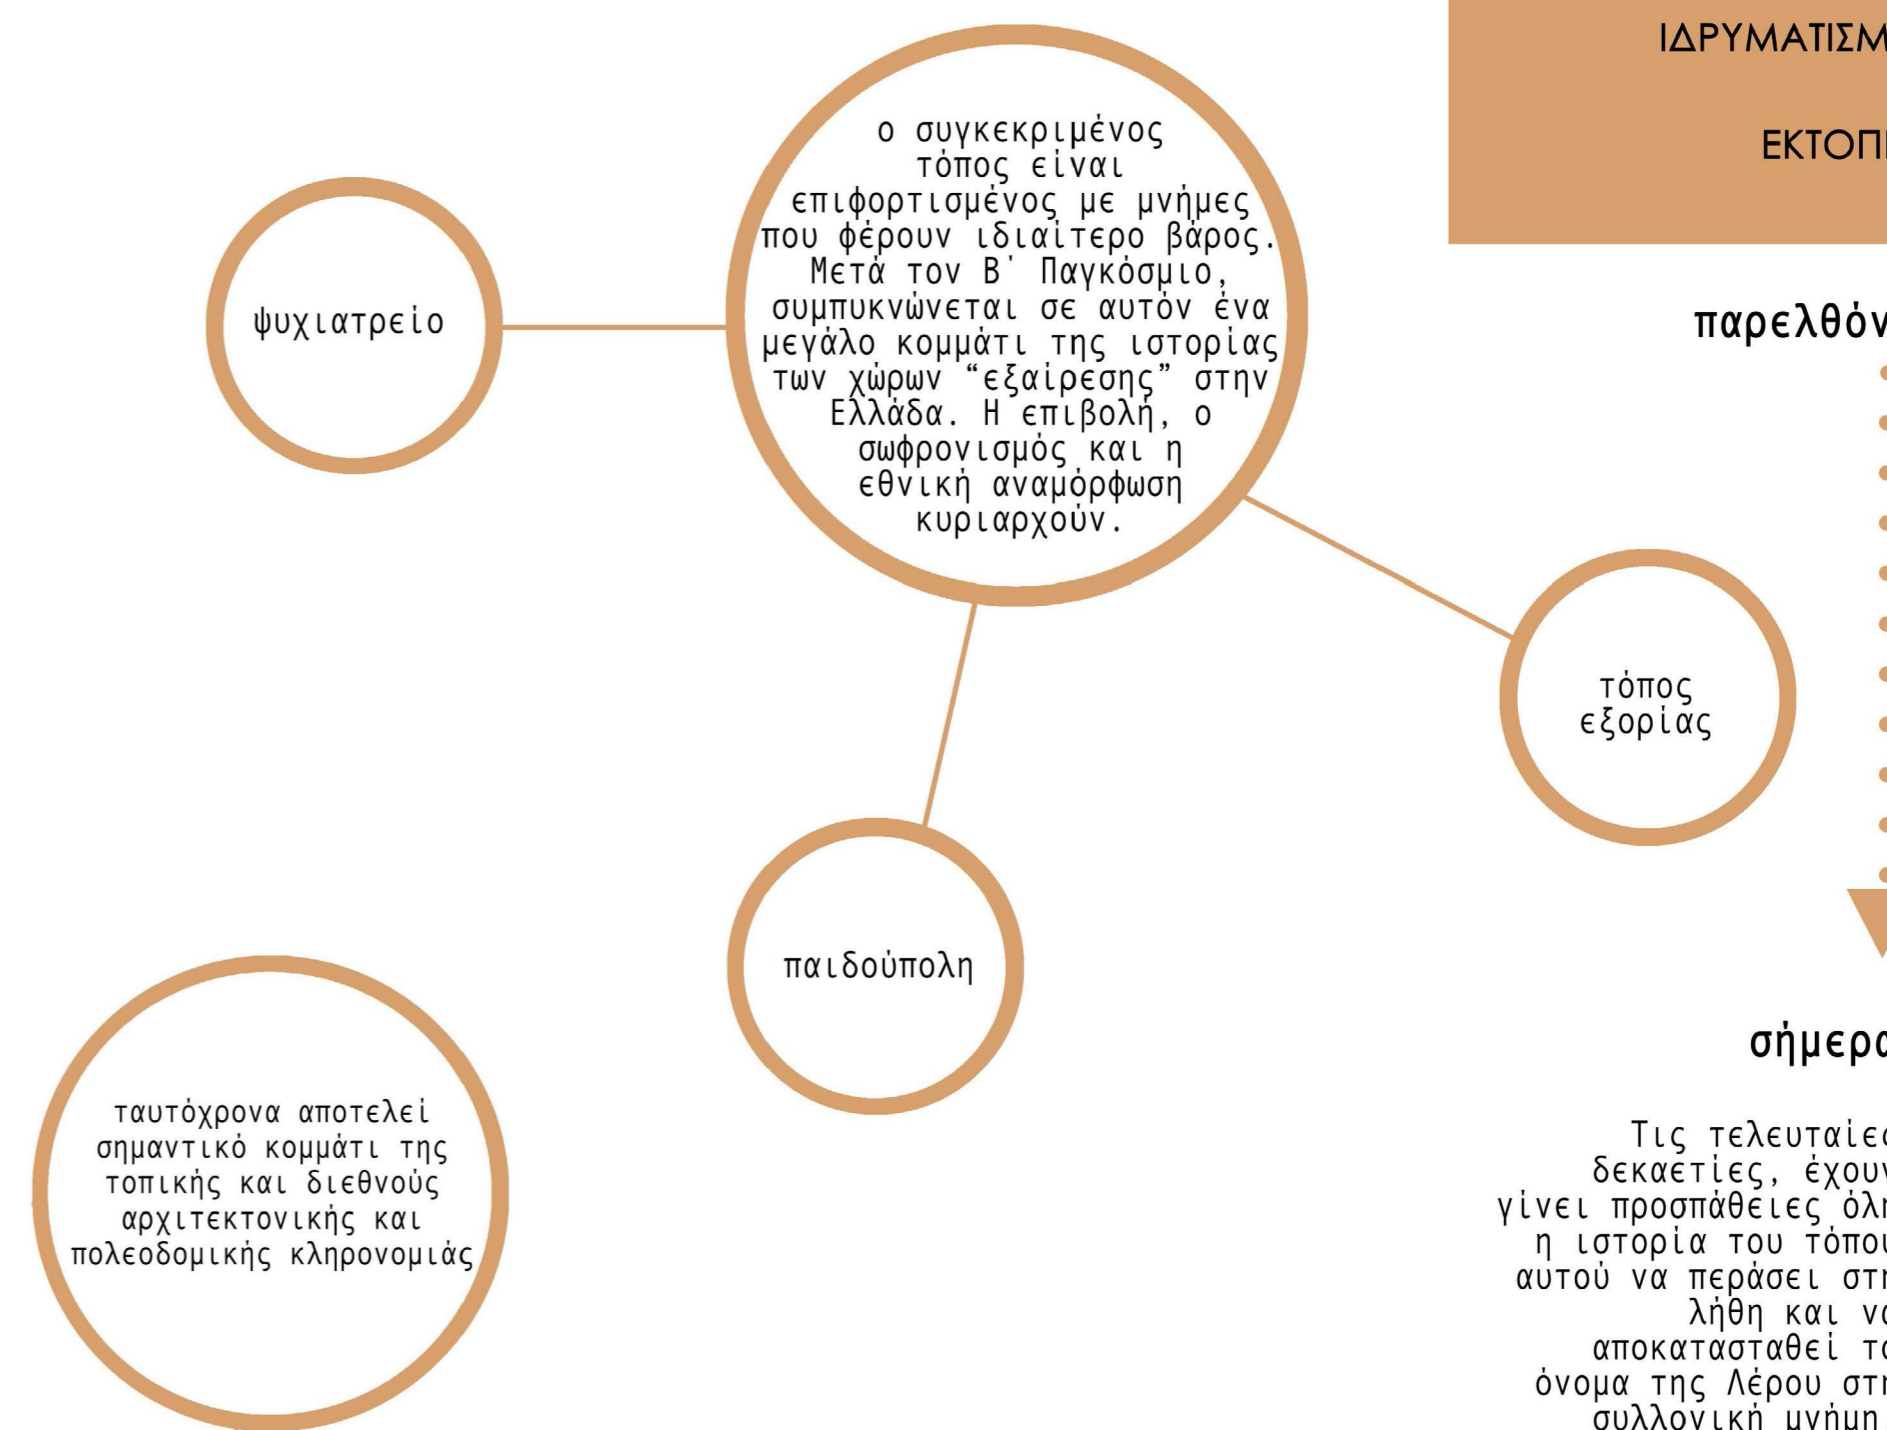 ο συγκεκριμένος
τόπος είναι
επιφορτισμένος με μνήμες
που φέρουν ιδιαίτερο βάρος.
Μετά τον Β΄ Παγκόσμιο,
συμπυκνώνεται σε αυτόν ένα
μεγάλο κομμάτι της ιστορίας
των χώρων “εξαίρεσης” στην
Ελλάδα. Η επιβολή, ο
σωφρονισμός και η
εθνική αναμόρφωση
κυριαρχούν.
ψυχιατρείο
τόπος
εξορίας
παιδούπολη
ταυτόχρονα αποτελεί
σημαντικό κομμάτι της
τοπικής και διεθνούς
αρχιτεκτονικής και
πολεοδομικής κληρονομιάς
ΙΔΡΥΜΑΤΙΣΜ
ΕΚΤΟΠΙ
παρελθόν
σήμερα
Τις τελευταίες
δεκαετίες, έχουν
γίνει προσπάθειες όλη
η ιστορία του τόπου
αυτού να περάσει στη
λήθη και να
αποκατασταθεί το
όνομα της Λέρου στη
συλλογική μνήμη